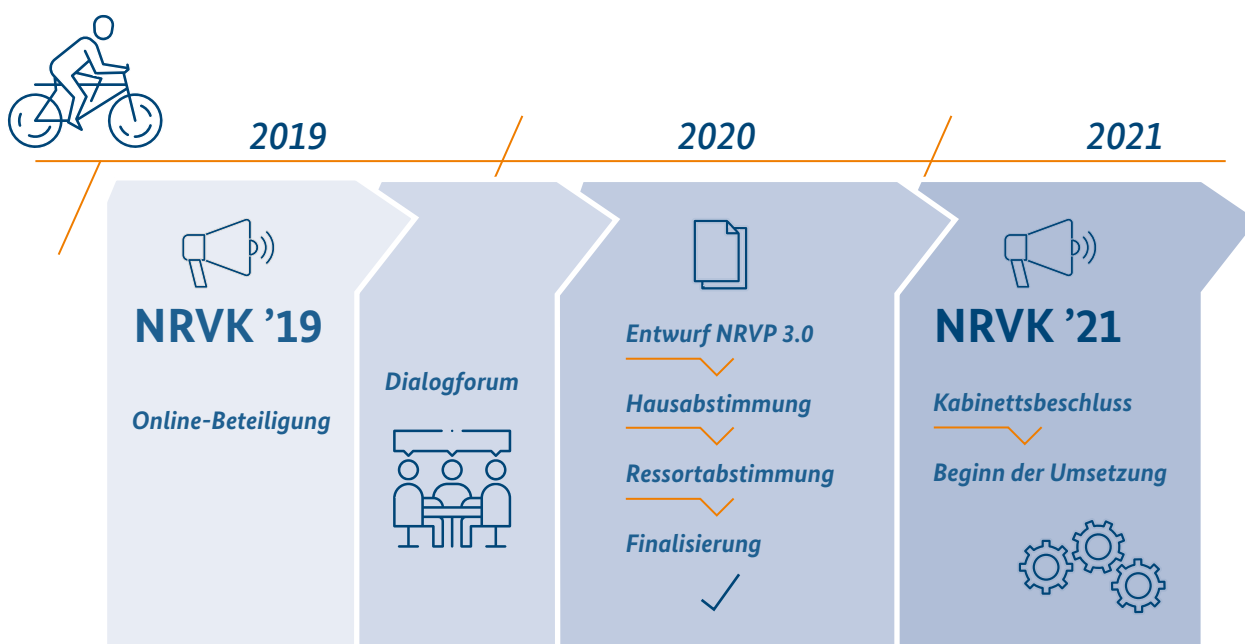 2019
2020
2021
NRVK ’19
Online-Beteiligung
Dialogforum
Entwurf NRVP 3.0
Hausabstimmung
Ressortabstimmung
Finalisierung
NRVK ’21
Kabinettsbeschluss
Beginn der Umsetzung